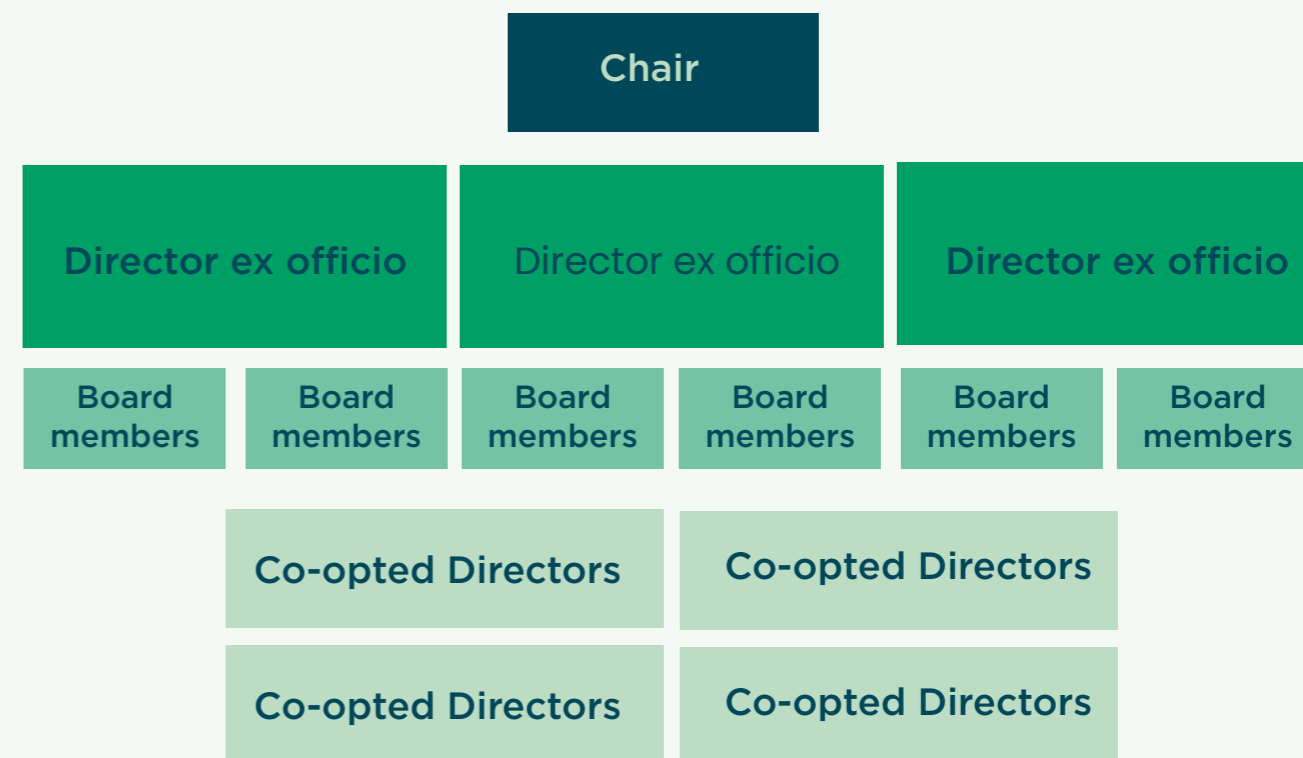 Chair
Director ex officio
Director ex officio
Director ex officio
Board
members
Board
members
Board
members
Board
members
Board
members
Board
members
Co-opted Directors
Co-opted Directors
Co-opted Directors
Co-opted Directors